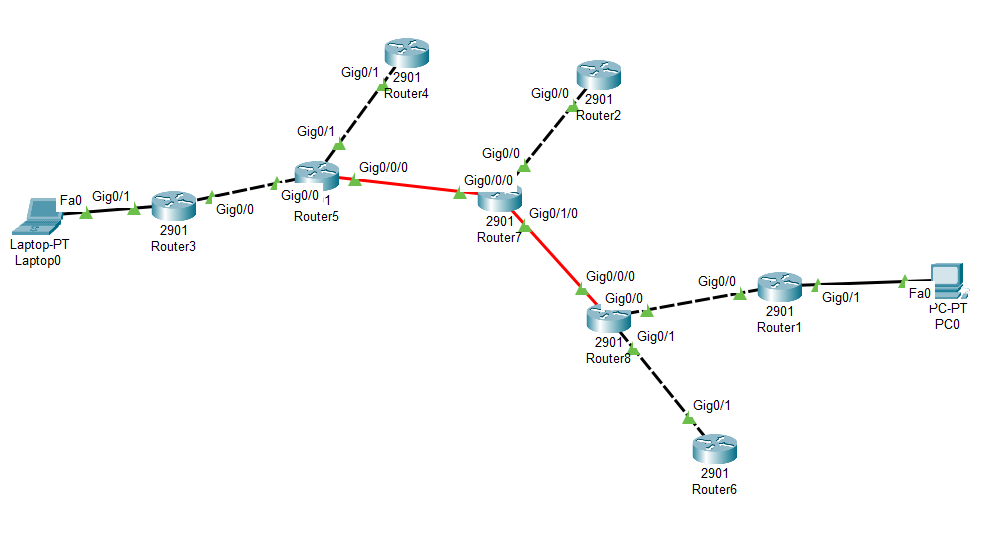 Gig0/1
2901
Router4
Gig0/0
2901
Router2
Gig0/1
Gig0/0
Gig0/0/0
Gig0/0/0
Fa0
Gig0/1
Gig0/0
Gig0/0
1
Router5
2901
Router7
Gig0/1/0
2901
Router3
Laptop-PT
Laptop0
Gig0/0/0
Gig0/0
Gig0/0
Fa0
Gig0/1
PC-PT
PC0
2901
Router1
2901
Router8
Gig0/1
Gig0/1
2901
Router6